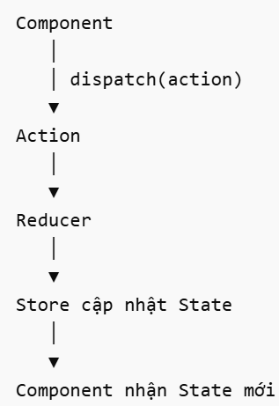 Component
dispatch(action)
Action
Reducer
Store cập nhật State
Component nhận State mới